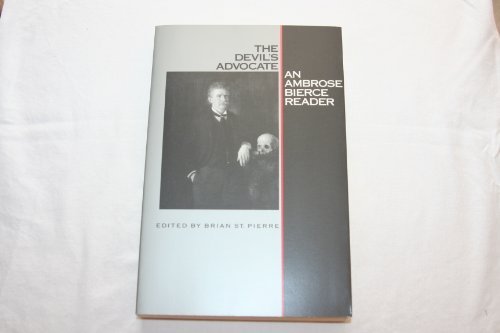 THE
DEVIL'S
ADVOCATE
AN
AMBROSE
BIERCE
READER
EDITED BY BRIAN ST. PIERRE